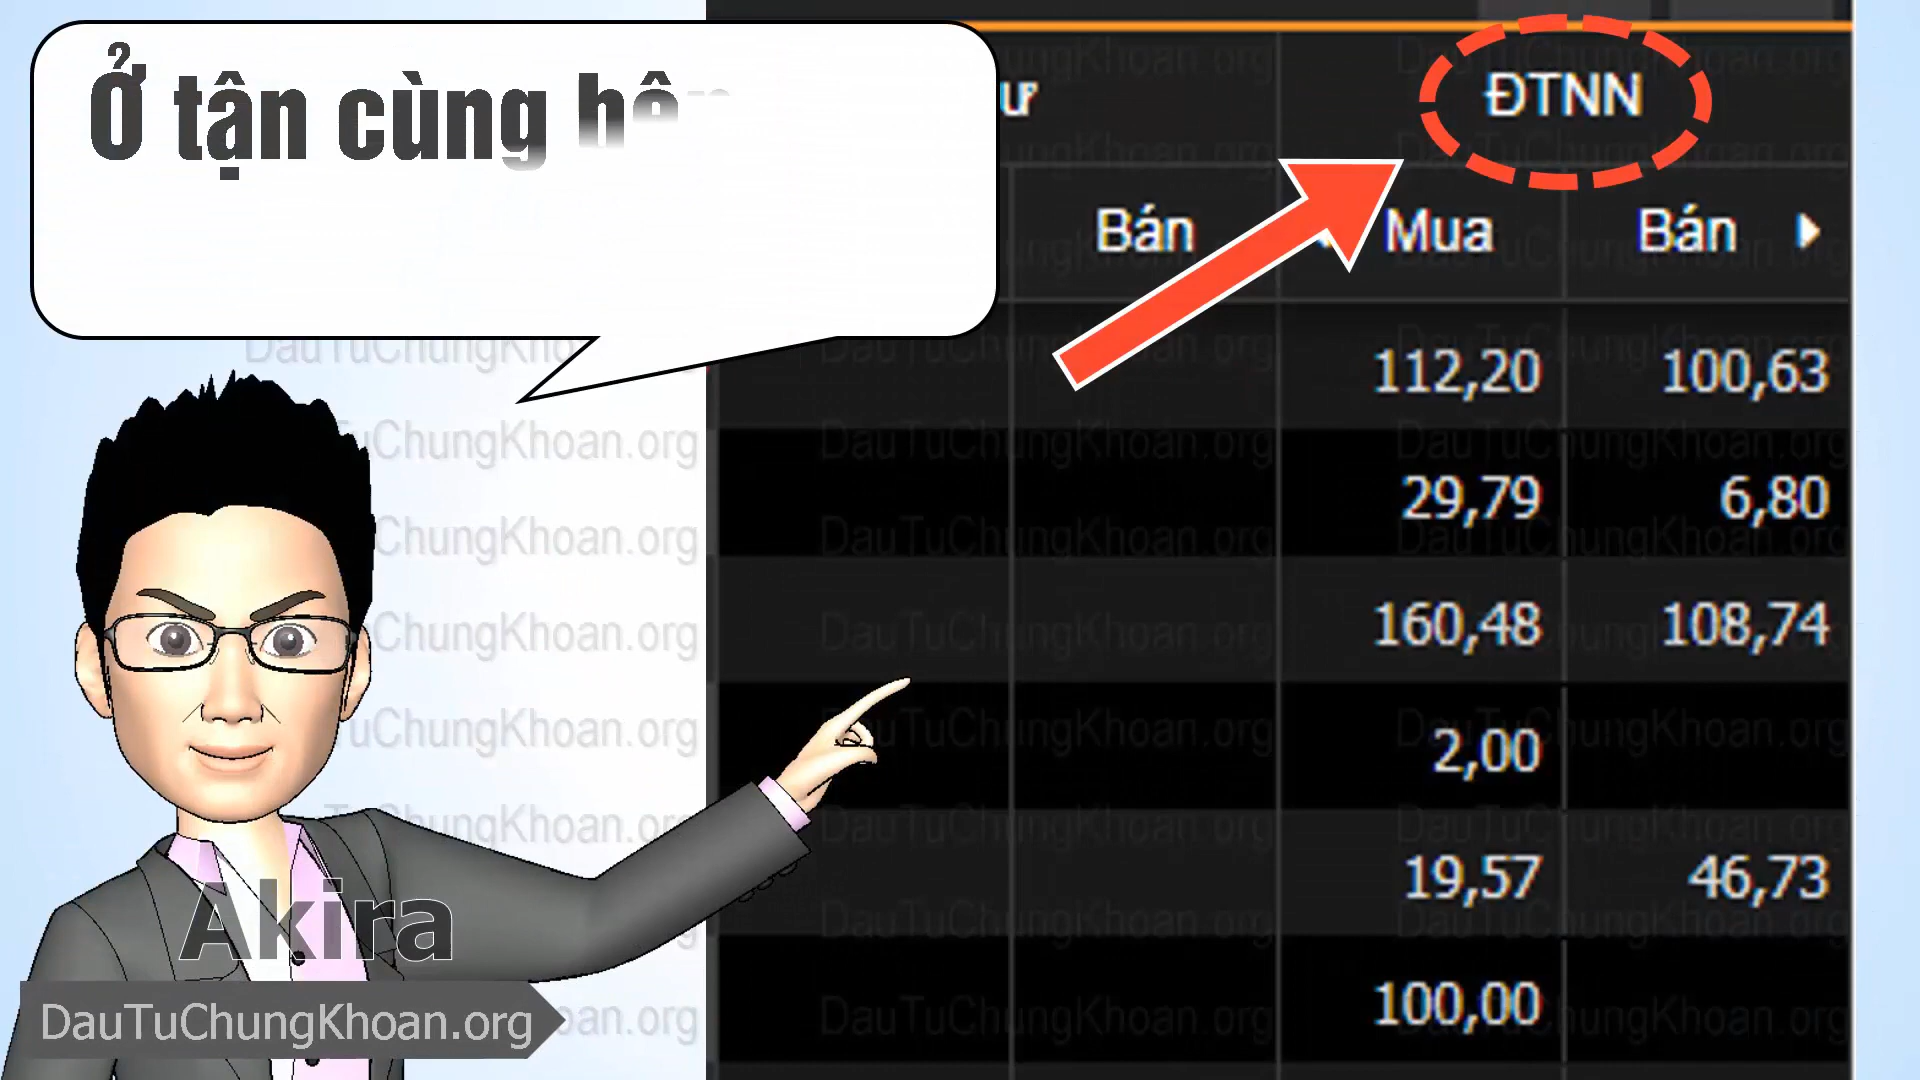 Ở tận cùng
ĐTNN
Bán Mua Bán
112,20 100,63
29,79 6,80
160,48 108,74
2,00
19,57 46,73
100,00
Akira
DauTuChungKhoan.org